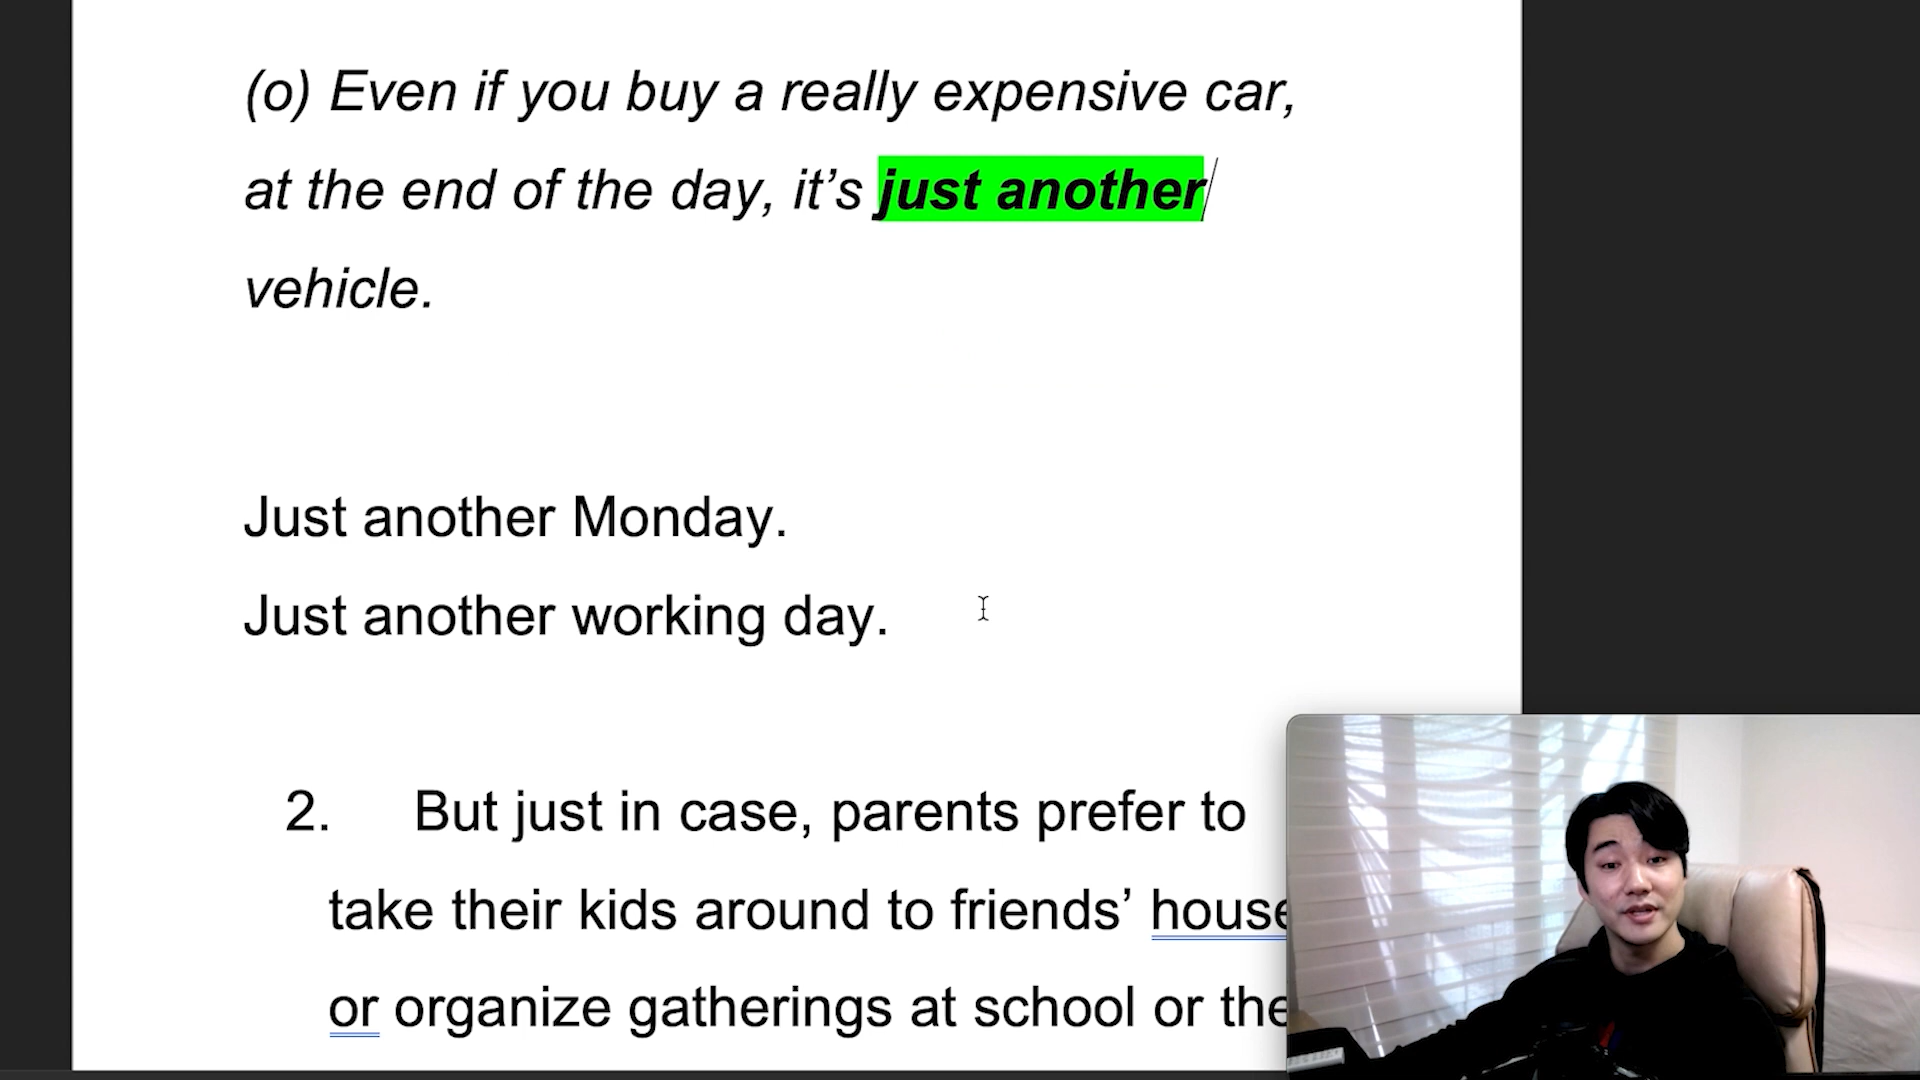 (o) Even if you buy a really expensive car,
at the end of the day, it’s just another
vehicle.
Just another Monday.
Just another working day.
2. But just in case, parents prefer to
take their kids around to friends’ house
or organize gatherings at school or the